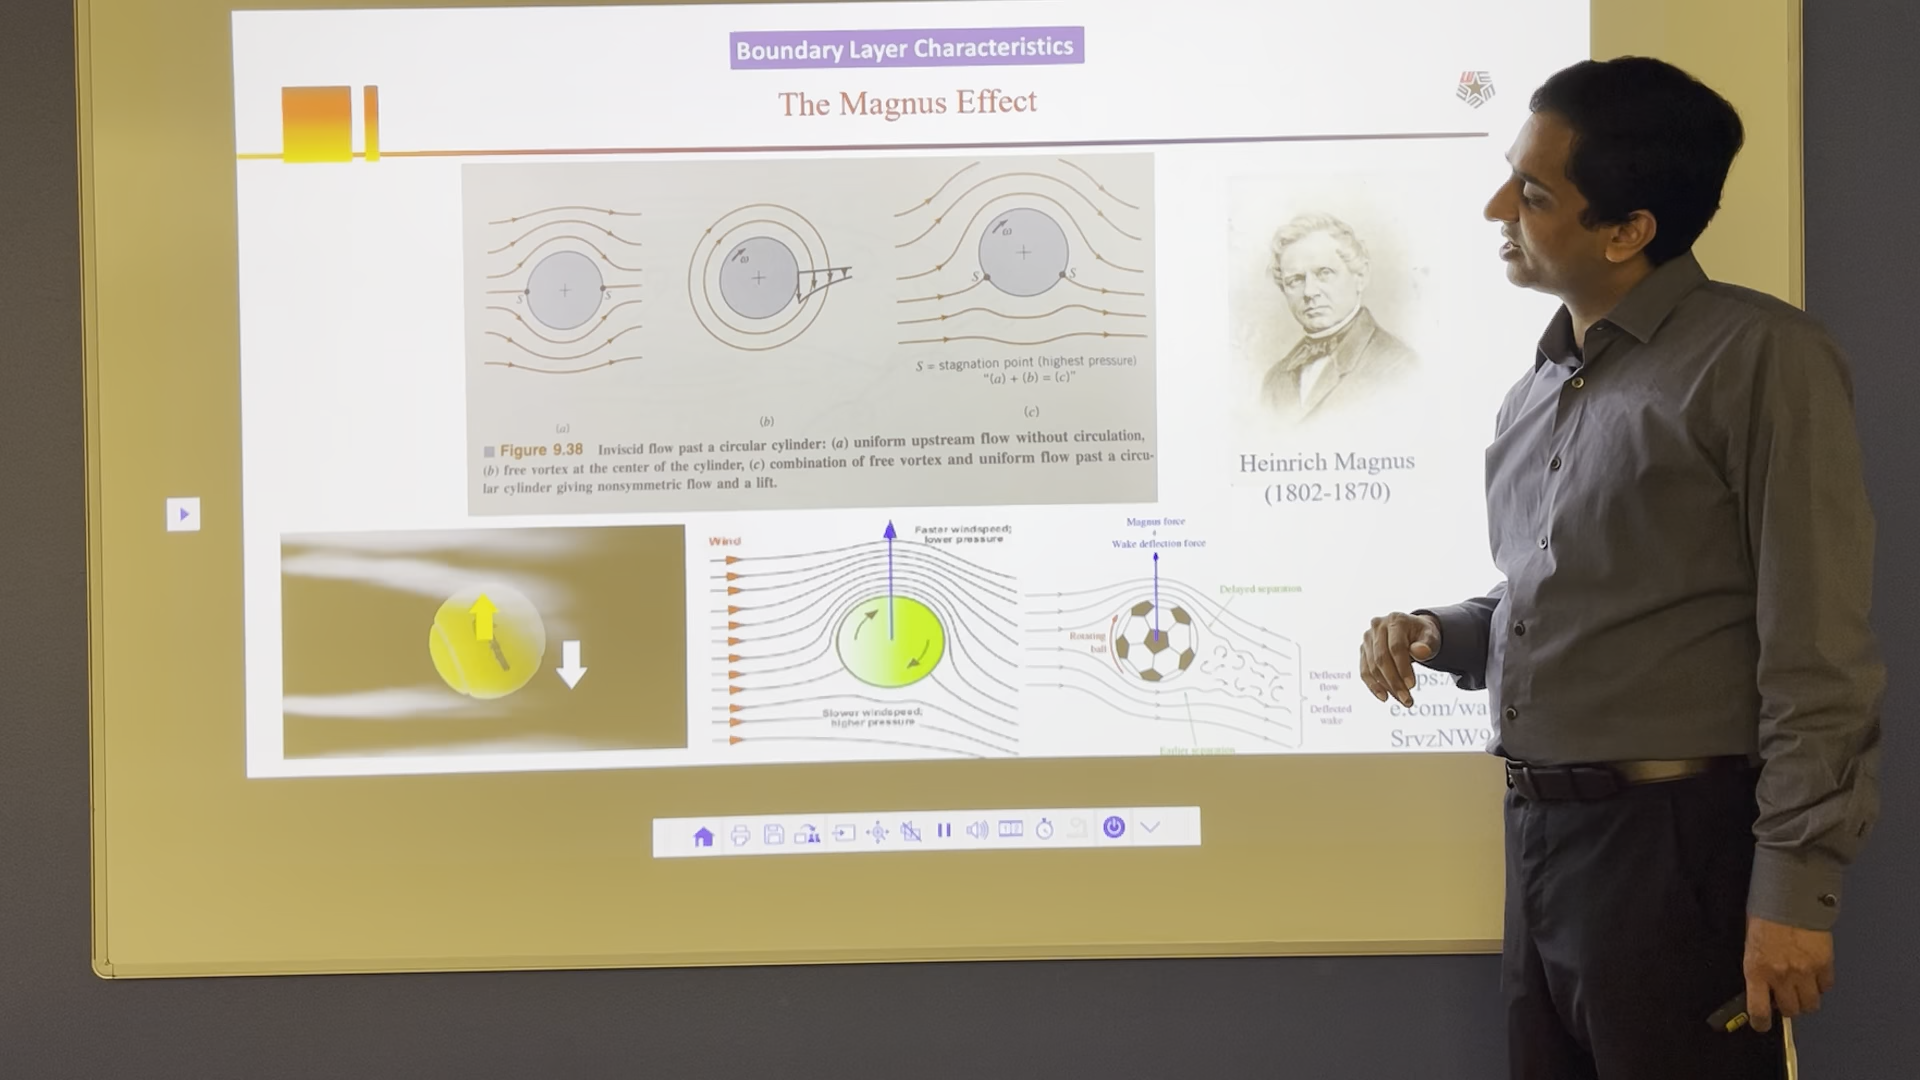 Boundary Layer Characteristics
The Magnus Effect
ω
S
S
ω
ω
S
S
S = stagnation point (highest pressure)
"(a) + (b) = (c)"
(a)
(b)
(c)
Figure 9.38 Inviscid flow past a circular cylinder: (a) uniform upstream flow without circulation,
(b) free vortex at the center of the cylinder, (c) combination of free vortex and uniform flow past a circu-
lar cylinder giving nonsymmetric flow and a lift.
Heinrich Magnus
(1802-1870)
Wind
Faster windspeed;
lower pressure
Slower windspeed;
higher pressure
Magnus force
+
Wake deflection force
Delayed separation
Rotating
ball
Deflected
flow
+
Deflected
wake
Earlier separation
ps:/
e.com/wa
SrvzNW9